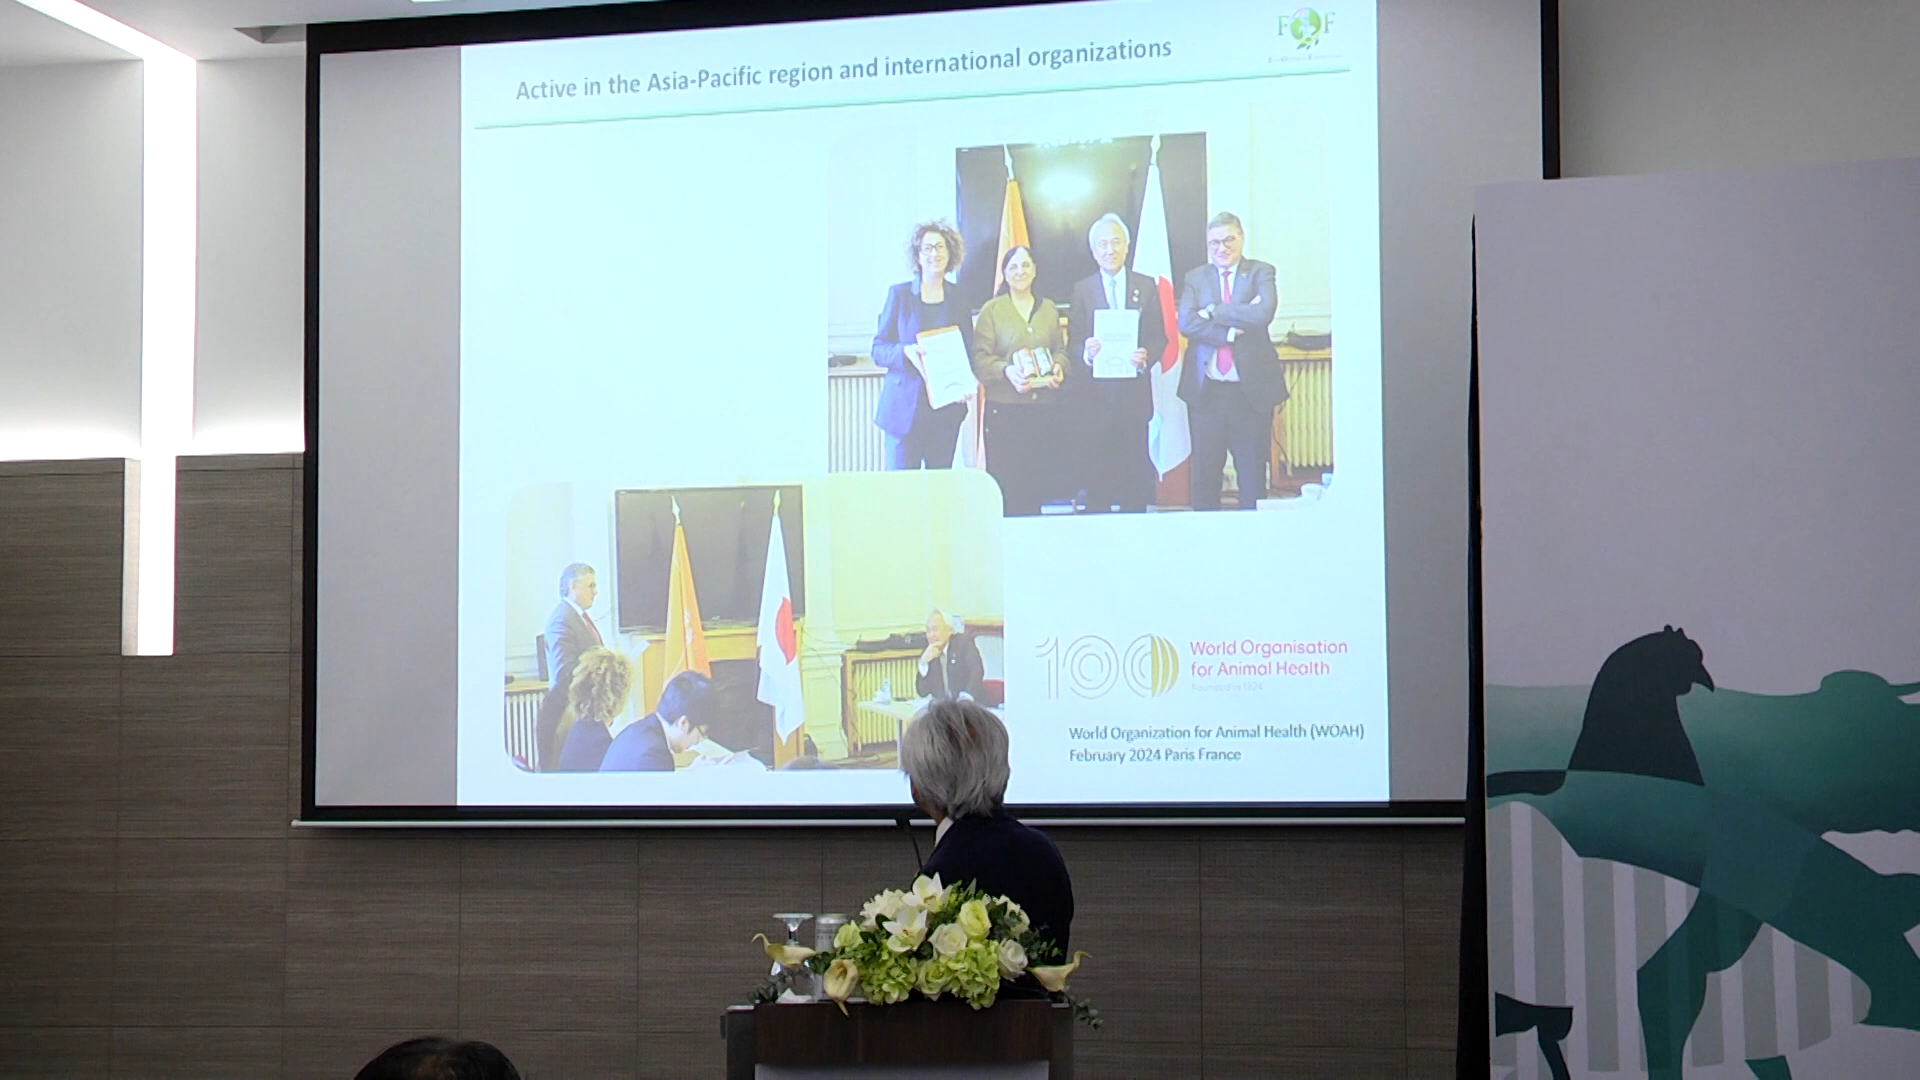 Active in the Asia-Pacific region and international organizations
F F
100
World Organisation
for Animal Health
Founded in 1924
World Organization for Animal Health (WOAH)
February 2024 Paris France